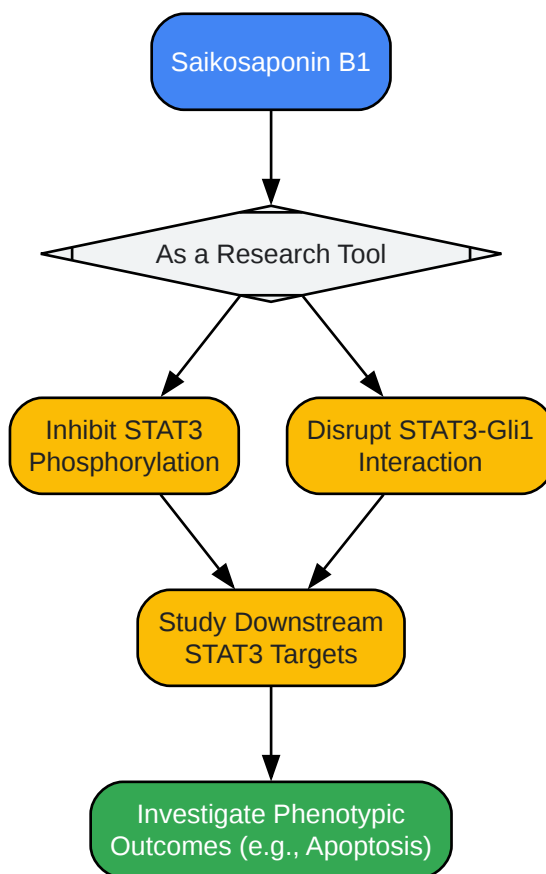 Saikosaponin B1
As a Research Tool
Inhibit STAT3
Phosphorylation
Disrupt STAT3-Gli1
Interaction
Study Downstream
STAT3 Targets
Investigate Phenotypic
Outcomes (e.g., Apoptosis)